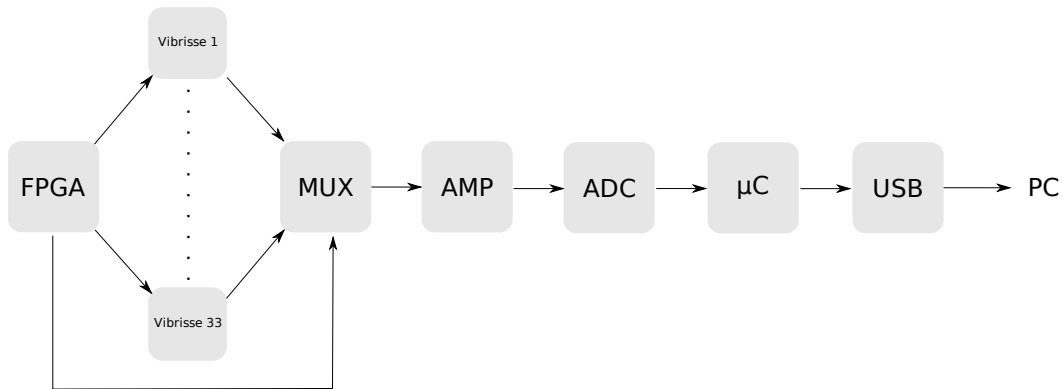 Vibrisse 1
FPGA
MUX
AMP
ADC
µC
USB
PC
Vibrisse 33